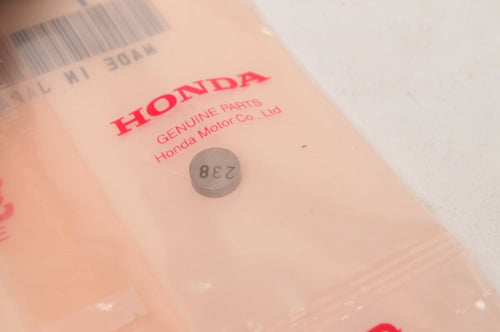 MADE IN JAPAN
HONDA
GENUINE PARTS
Honda Motor Co., Ltd
238